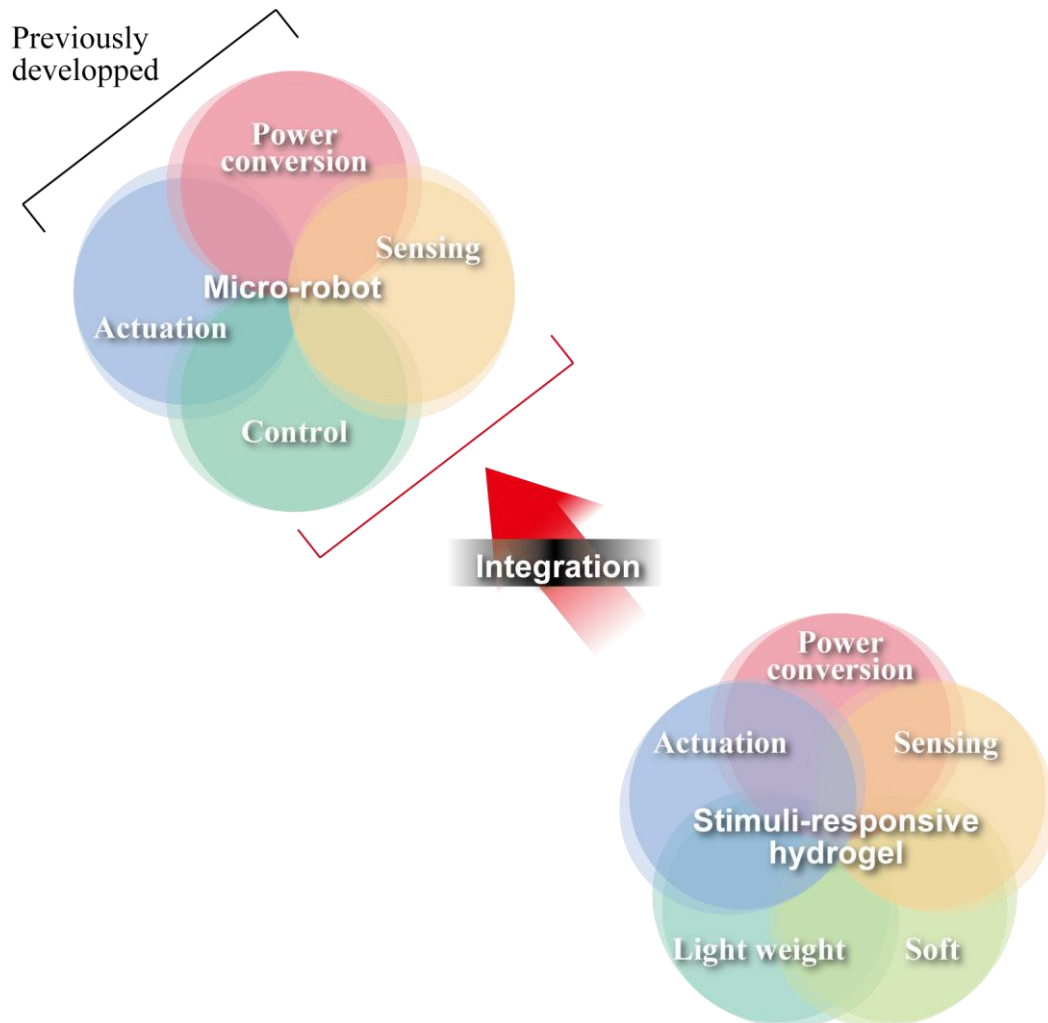 Previously
developped
Power
conversion
Sensing
Micro-robot
Actuation
Control
Integration
Power
conversion
Actuation
Sensing
Stimuli-responsive
hydrogel
Light weight
Soft